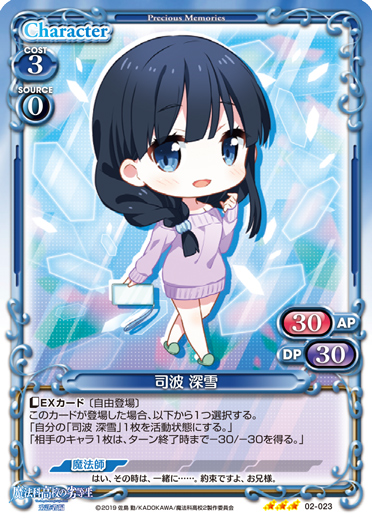 Precious Memories
Character
COST
3
SOURCE
0
30 AP
DP 30
司波 深雪
EXカード〔自由登場〕
このカードが登場した場合、以下から1つ選択する。
「自分の「司波 深雪」1枚を活動状態にする。」
「相手のキャラ1枚は、ターン終了時まで-30/-30を得る。」
魔法師
はい、その時は、一緒に……。約束ですよ、お兄様。
魔法科高校の劣等生
©2019 佐島 勤/KADOKAWA/魔法科高校2製作委員会
02-023